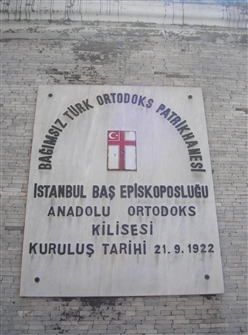 BAĞIMSIZ TÜRK ORTODOKS PATRİKHANESİ
İSTANBUL BAŞ EPİSKOPOSLUĞU
ANADOLU ORTODOKS
KİLİSESİ
KURULUŞ TARİHİ 21.9.1922